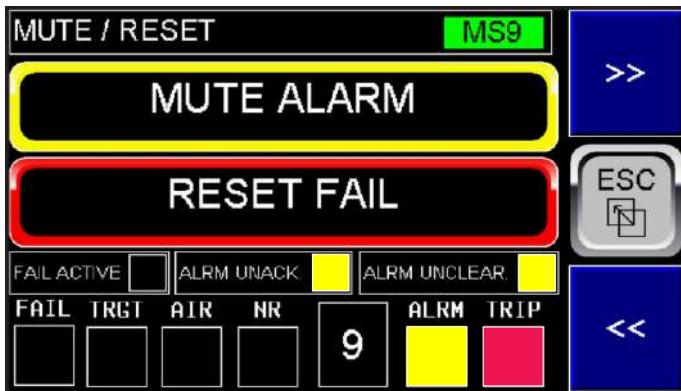 MUTE / RESET MS9
>>
MUTE ALARM
ESC
RESET FAIL
FAIL ACTIVE ALRM UNACK. ALRM UNCLEAR.
FAIL TRGT AIR NR 9 ALRM TRIP
<<